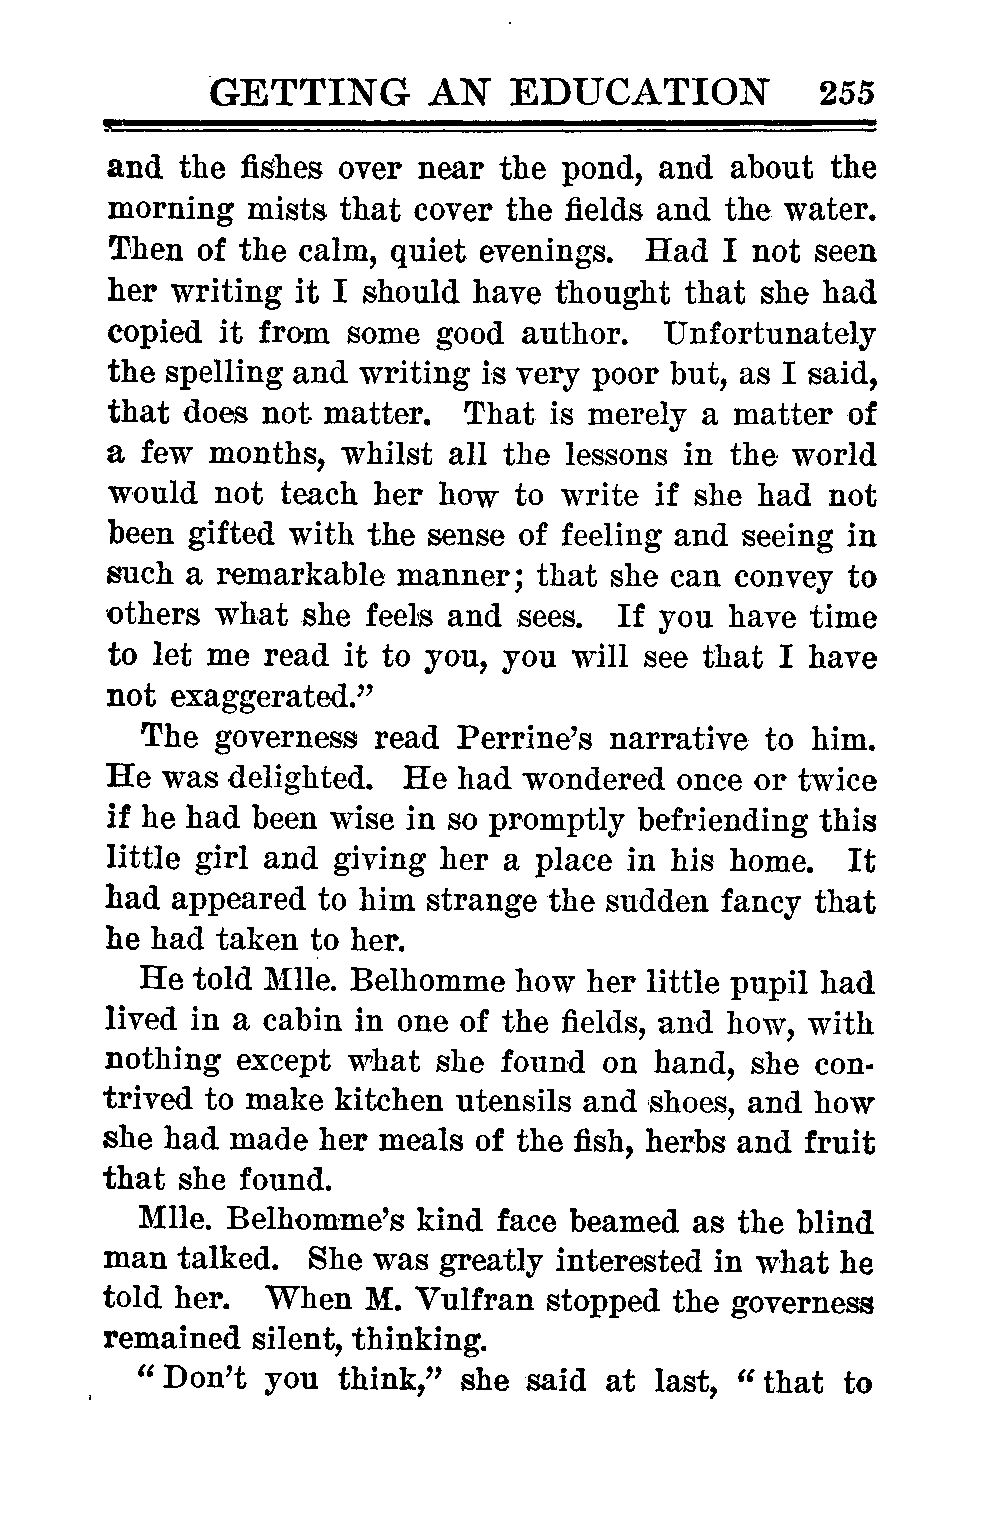 GETTING AN EDUCATION 255
and the fishes over near the pond, and about the
morning mists that cover the fields and the water.
Then of the calm, quiet evenings. Had I not seen
her writing it I should have thought that she had
copied it from some good author. Unfortunately
the spelling and writing is very poor but, as I said,
that does not matter. That is merely a matter of
a few months, whilst all the lessons in the world
would not teach her how to write if she had not
been gifted with the sense of feeling and seeing in
such a remarkable manner; that she can convey to
others what she feels and sees. If you have time
to let me read it to you, you will see that I have
not exaggerated.”
The governess read Perrine’s narrative to him.
He was delighted. He had wondered once or twice
if he had been wise in so promptly befriending this
little girl and giving her a place in his home. It
had appeared to him strange the sudden fancy that
he had taken to her.
He told Mlle. Belhomme how her little pupil had
lived in a cabin in one of the fields, and how, with
nothing except what she found on hand, she con-
trived to make kitchen utensils and shoes, and how
she had made her meals of the fish, herbs and fruit
that she found.
Mlle. Belhomme’s kind face beamed as the blind
man talked. She was greatly interested in what he
told her. When M. Vulfran stopped the governess
remained silent, thinking.
“Don’t you think,” she said at last, “that to